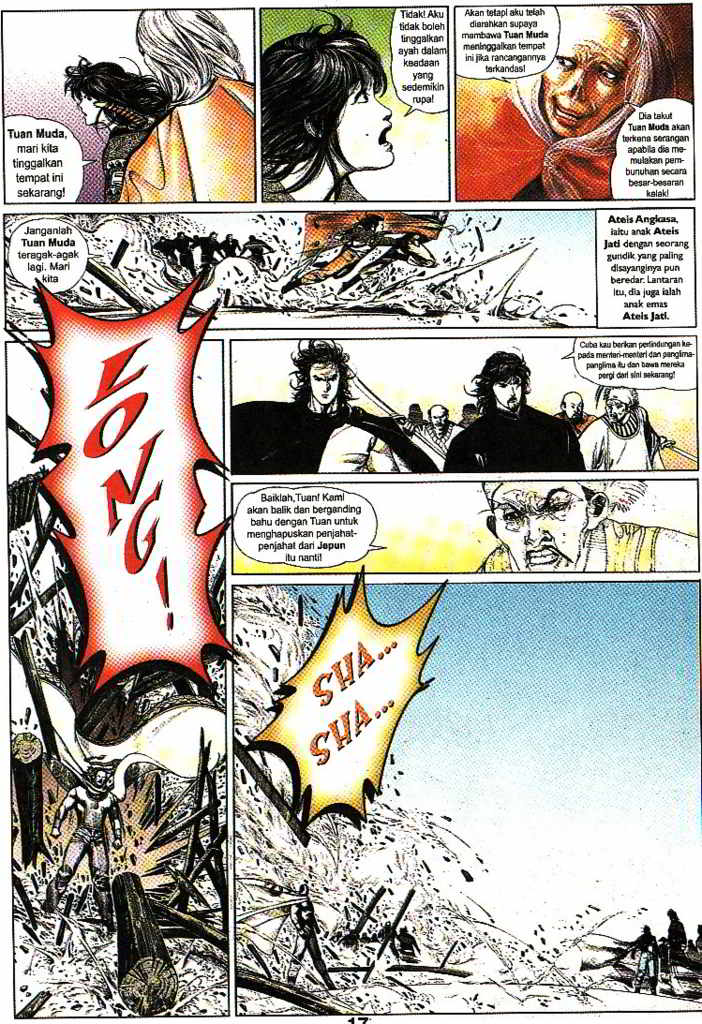 Tuan Muda,
mari kita
tinggalkan
tempat ini
sekarang!
Tidak! Aku
tidak boleh
tinggalkan
ayah dalam
keadaan
yang
sedemikin
rupa!
Akan tetapi aku telah
diarahkan supaya
membawa Tuan Muda
meninggalkan tempat
ini jika rancangannya
terkandas!
Dia takut
Tuan Muda akan
terkena serangan
apabila dia me-
mulakan pem-
bunuhan secara
besar-besaran
kelak!
Janganlah
Tuan Muda
teragak-agak
lagi. Mari
kita
Ateis Angkasa,
iaitu anak Ateis
Jati dengan seorang
gundik yang paling
disayanginya pun
beredar. Lantaran
itu, dia juga ialah
anak emas
Ateis Jati.
LONG!!
Cuba kau berikan perlindungan ke-
pada menteri-menteri dan panglima-
panglima itu dan bawa mereka
pergi dari sini sekarang!
Baiklah,Tuan! Kami
akan balik dan berganding
bahu dengan Tuan untuk
menghapuskan penjahat-
penjahat dari Jepun
itu nanti!
SHA...
SHA...
17